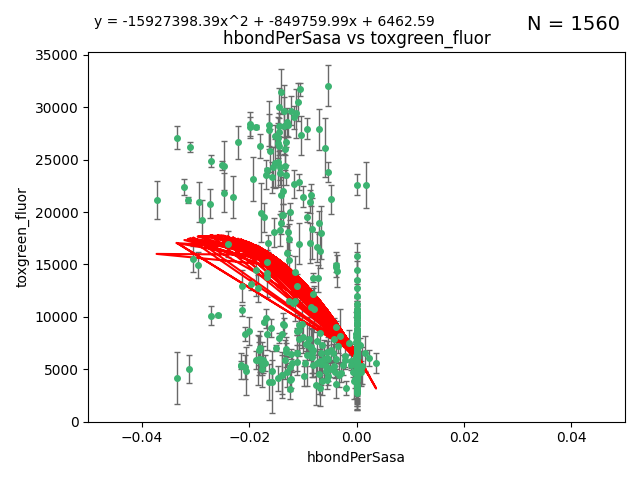 y = -15927398.39x^2 + -849759.99x + 6462.59
N = 1560
hbondPerSasa vs toxgreen_fluor
35000
30000
25000
20000
15000
10000
5000
0
toxgreen_fluor
−0.04
−0.02
0.00
0.02
0.04
hbondPerSasa